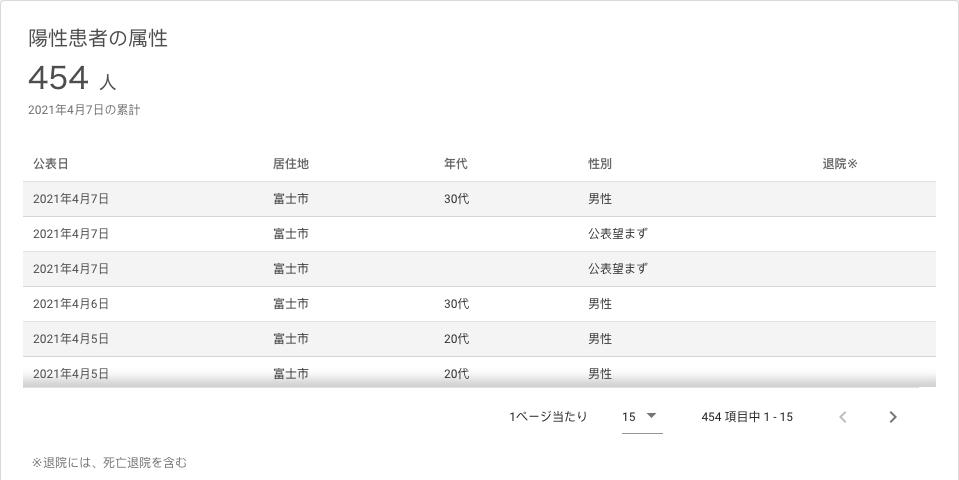 陽性患者の属性
454 人
2021年4月7日の累計
公表日 居住地 年代 性別 退院※
2021年4月7日 富士市 30代 男性
2021年4月7日 富士市 公表望まず
2021年4月7日 富士市 公表望まず
2021年4月6日 富士市 30代 男性
2021年4月5日 富士市 20代 男性
2021年4月5日 富士市 20代 男性
1ページ当たり 15 454 項目中 1 - 15
※退院には、死亡退院を含む